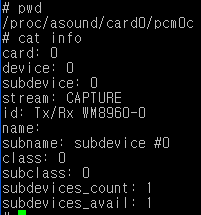 # pwd
/proc/asound/card0/pcm0c
# cat info
card: 0
device: 0
subdevice: 0
stream: CAPTURE
id: Tx/Rx WM8960-0
name:
subname: subdevice #0
class: 0
subclass: 0
subdevices_count: 1
subdevices_avail: 1
#